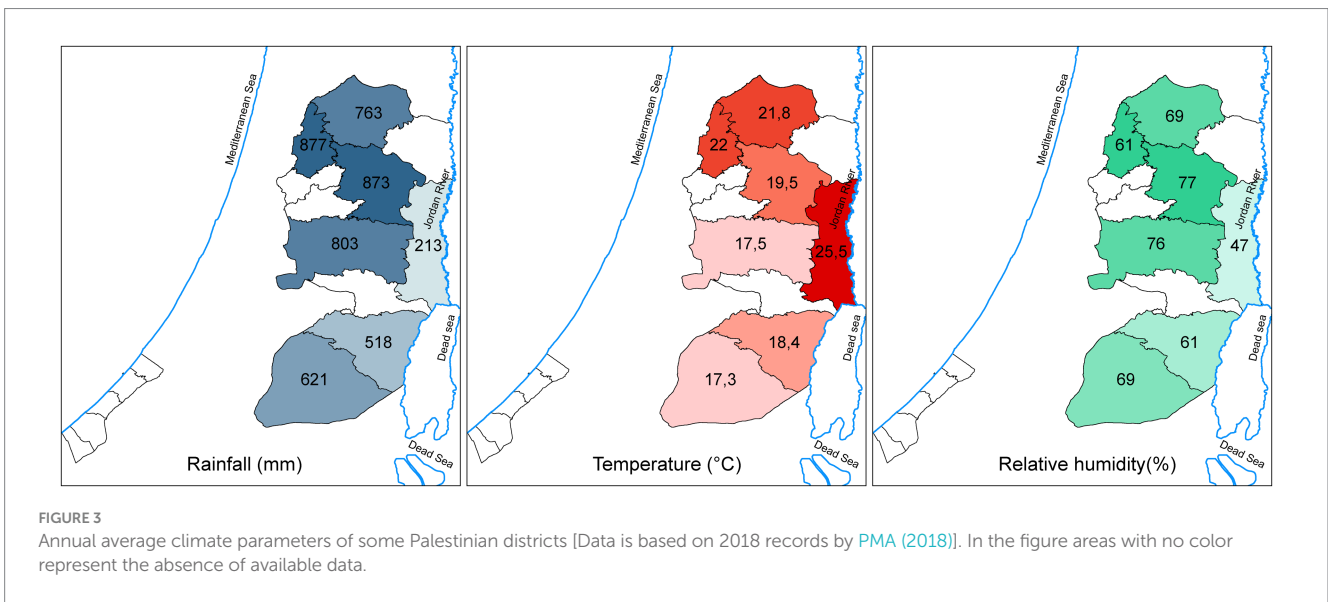 Mediterranean Sea
763
877
873
Jordan River
803
213
518
621
Dead sea
Dead Sea
Rainfall (mm)
Mediterranean Sea
21,8
22
19,5
Jordan River
17,5
25,5
18,4
17,3
Dead sea
Dead Sea
Temperature (°C)
Mediterranean Sea
69
61
77
Jordan River
76
47
61
69
Dead sea
Dead Sea
Relative humidity(%)
FIGURE 3
Annual average climate parameters of some Palestinian districts [Data is based on 2018 records by PMA (2018)]. In the figure areas with no color
represent the absence of available data.